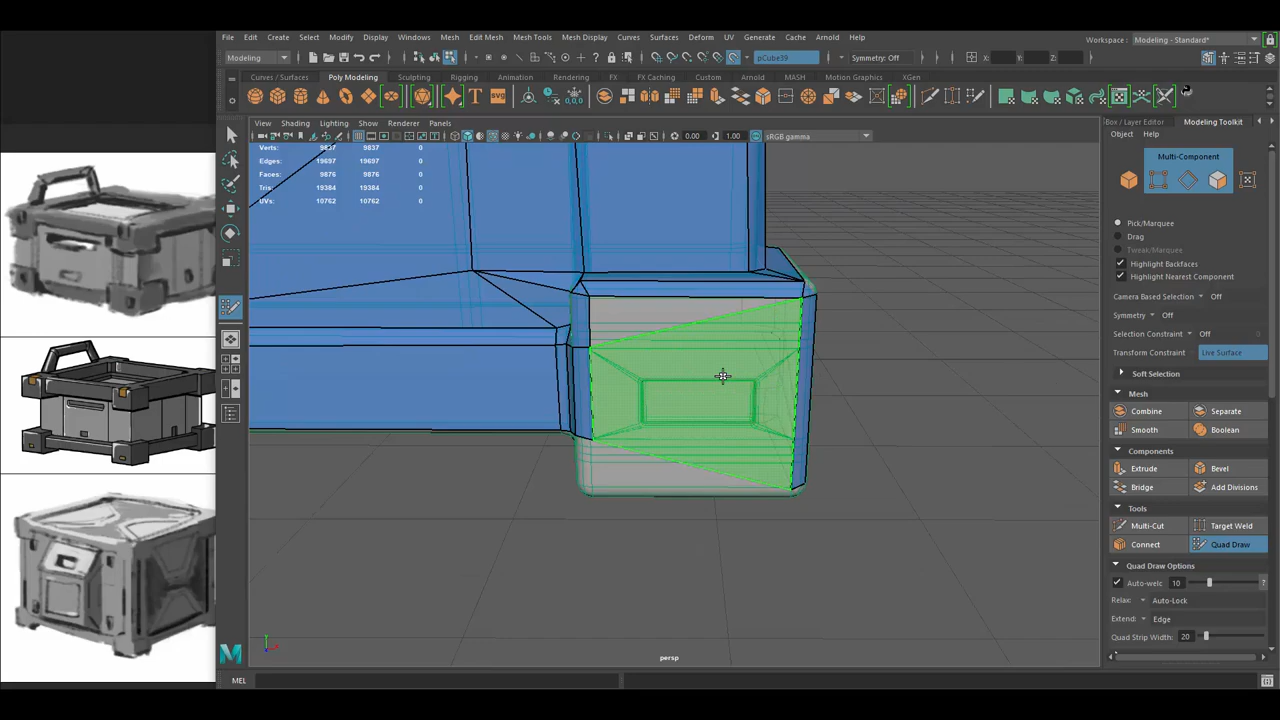 File Edit Create Select Modify Display Windows Mesh Edit Mesh Mesh Tools Mesh Display Curves Surfaces Deform UV Generate Cache Arnold Help
Workspace : Modeling - Standard*
Modeling pCube39 Symmetry: Off X: Y: Z:
Curves / Surfaces Poly Modeling Sculpting Rigging Animation Rendering FX FX Caching Custom Arnold MASH Motion Graphics XGen
T SVG 0,0,0
View Shading Lighting Show Renderer Panels
Box / Layer Editor Modeling Toolkit
0.00 1.00 sRGB gamma
Object Help
Verts: 9837 9837 0
Edges: 19697 19697 0
Faces: 9876 9876 0
Tris: 19384 19384 0
UVs: 10762 10762 0
Multi-Component
Pick/Marquee
Drag
Tweak/Marquee
Highlight Backfaces
Highlight Nearest Component
Camera Based Selection Off
Symmetry Off
Selection Constraint Off
Transform Constraint Live Surface
Soft Selection
Mesh
Combine Separate
Smooth Boolean
Components
Extrude Bevel
Bridge Add Divisions
Tools
Multi-Cut Target Weld
Connect Quad Draw
Quad Draw Options
Auto-weld 10 ?
Relax: Auto-Lock
Extend: Edge
Quad Strip Width: 20
persp
MEL